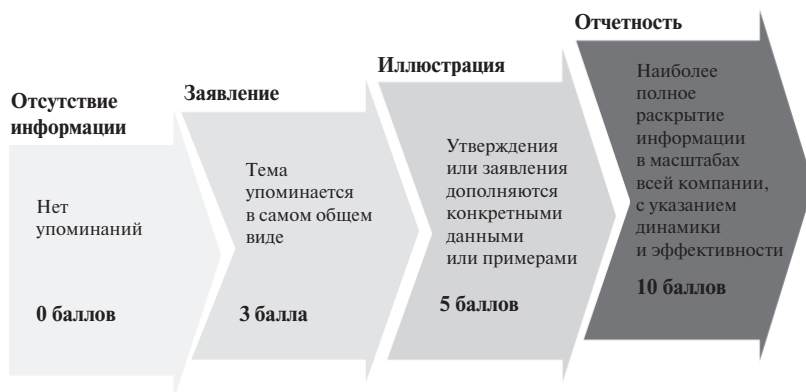 Отсутствие
информации
Нет
упоминаний
0 баллов
Заявление
Тема
упоминается
в самом общем
виде
3 балла
Иллюстрация
Утверждения
или заявления
дополняются
конкретными
данными
или примерами
5 баллов
Отчетность
Наиболее
полное
раскрытие
информации
в масштабах
всей компании,
с указанием
динамики
и эффективности
10 баллов